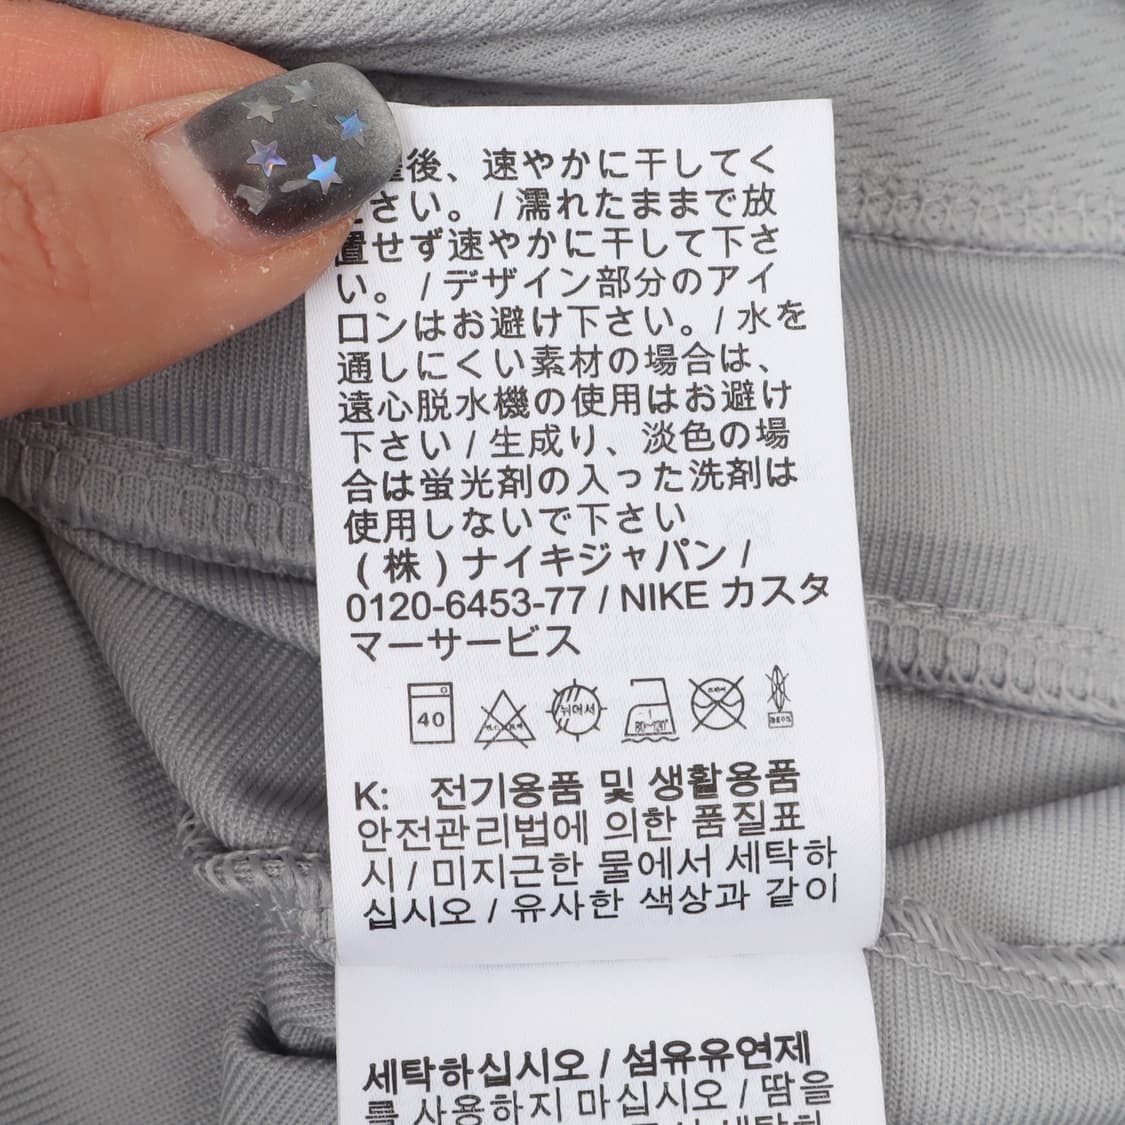 後、速やかに干してく
ださい。 / 濡れたままで放
置せず速やかに干して下さ
い。 / デザイン部分のアイ
ロンはお避け下さい。 / 水を
通しにくい素材の場合は、
遠心脱水機の使用はお避け
下さい / 生成り、淡色の場
合は蛍光剤の入った洗剤は
使用しないで下さい
( 株 ) ナイキジャパン /
0120-6453-77 / NIKE カスタ
マーサービス
40 뉘어서 1 80~120
K: 전기용품 및 생활용품
안전관리법에 의한 품질표
시 / 미지근한 물에서 세탁하
십시오 / 유사한 색상과 같이
세탁하십시오 / 섬유유연제
를 사용하지 마십시오 / 땀을